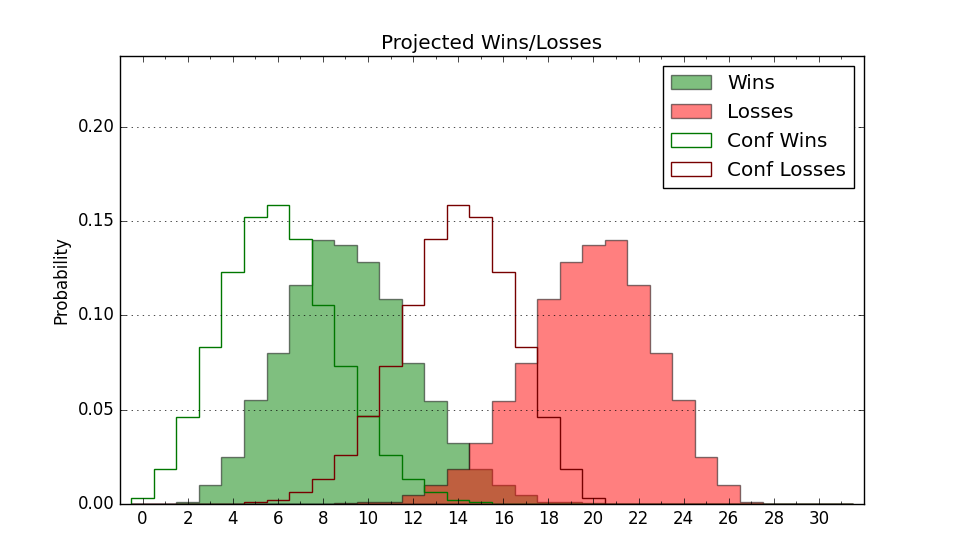 Projected Wins/Losses
Wins
Losses
Conf Wins
Conf Losses
Probability
0.20
0.15
0.10
0.05
0.00
0 2 4 6 8 10 12 14 16 18 20 22 24 26 28 30